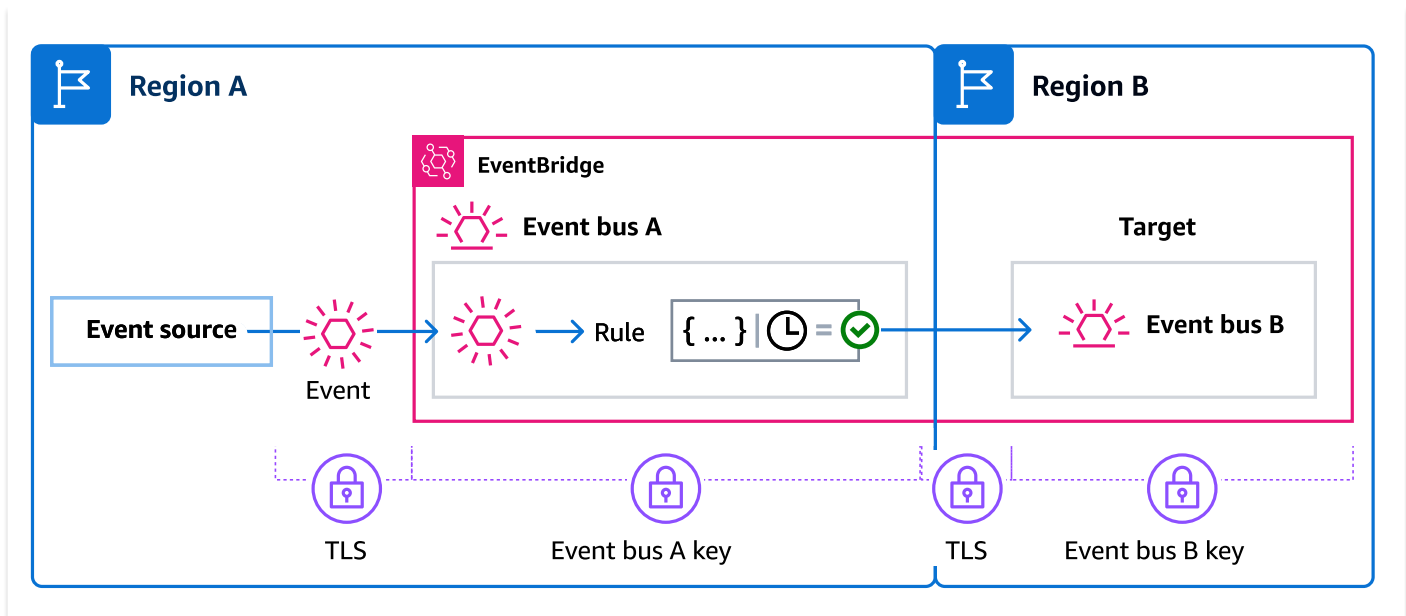 Region A
Region B
EventBridge
Event bus A
Target
Event source
Rule
{ ... } | =
Event bus B
Event
TLS
Event bus A key
TLS
Event bus B key